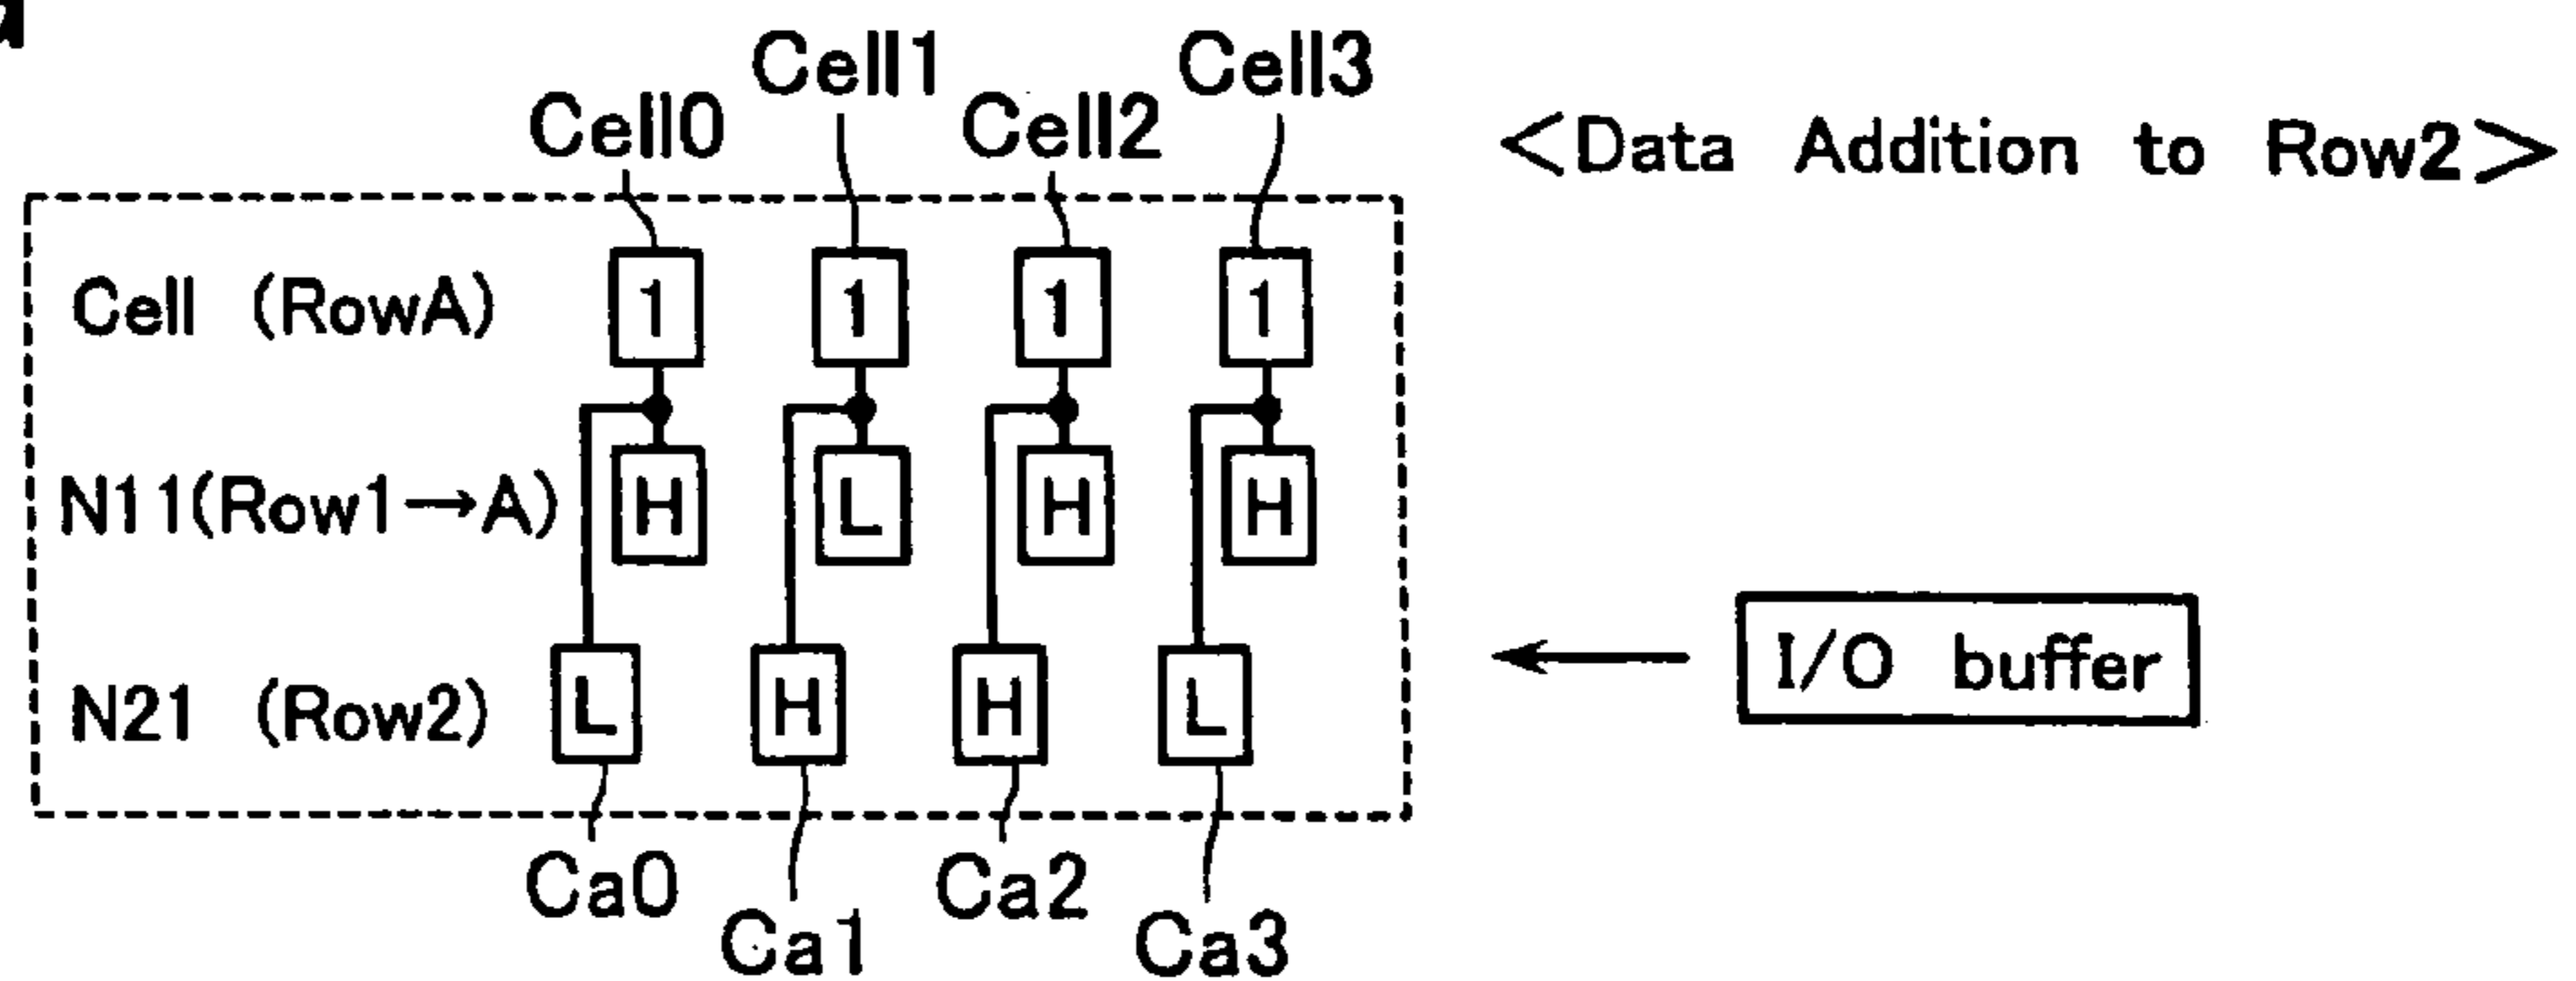 Cell0 Cell1 Cell2 Cell3
<Data Addition to Row2>
Cell (RowA) 1 1 1 1
N11(Row1→A) H L H H
N21 (Row2) L H H L
I/O buffer
Ca0 Ca1 Ca2 Ca3